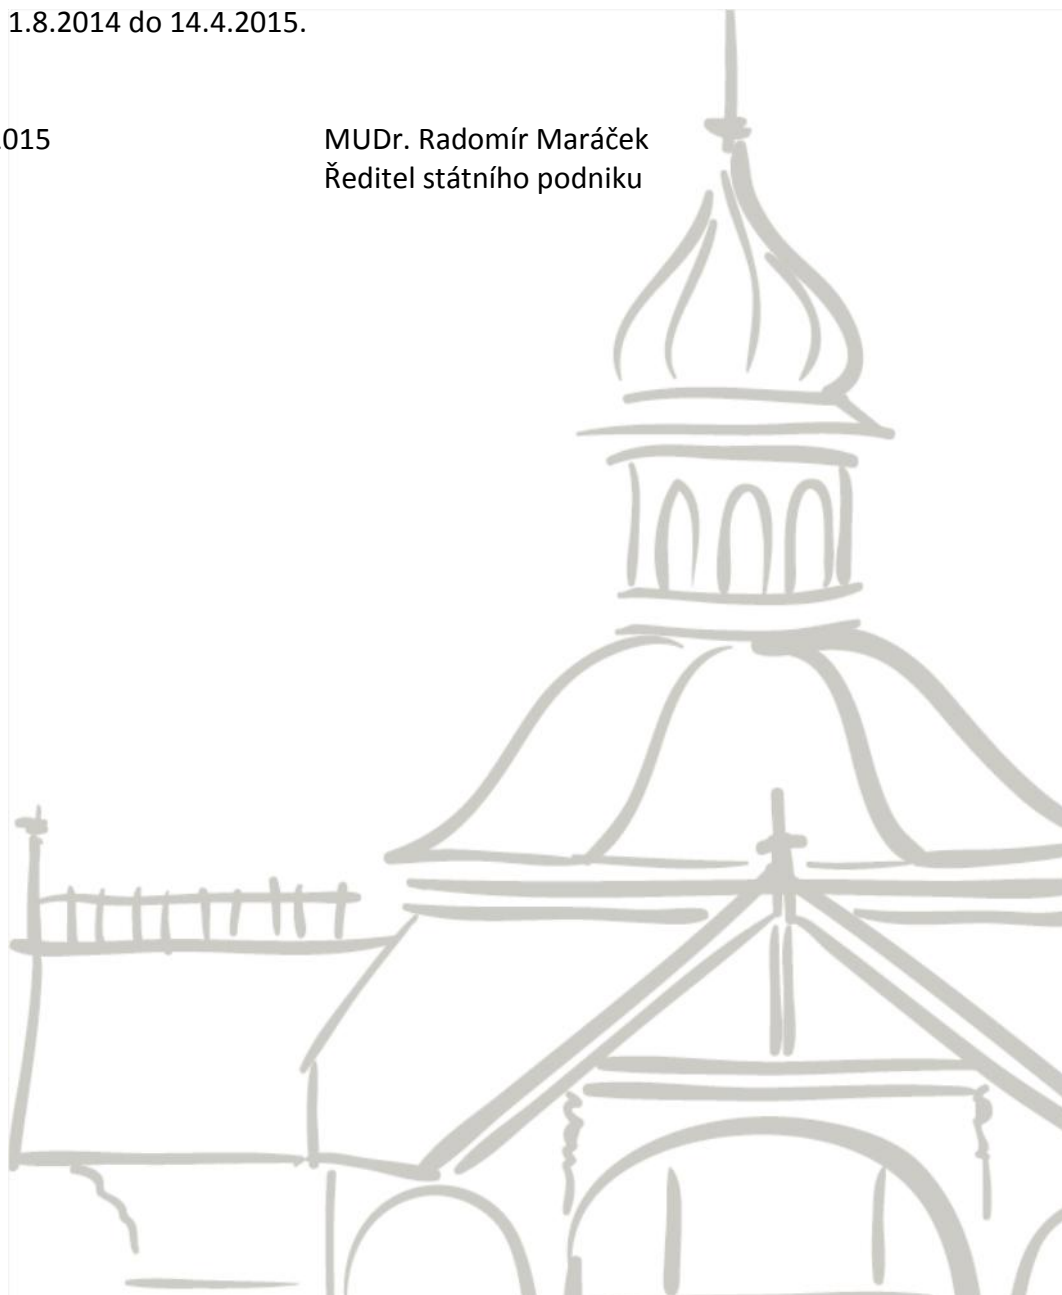 1.8.2014 do 14.4.2015.
015 MUDr. Radomír Maráček
Ředitel státního podniku